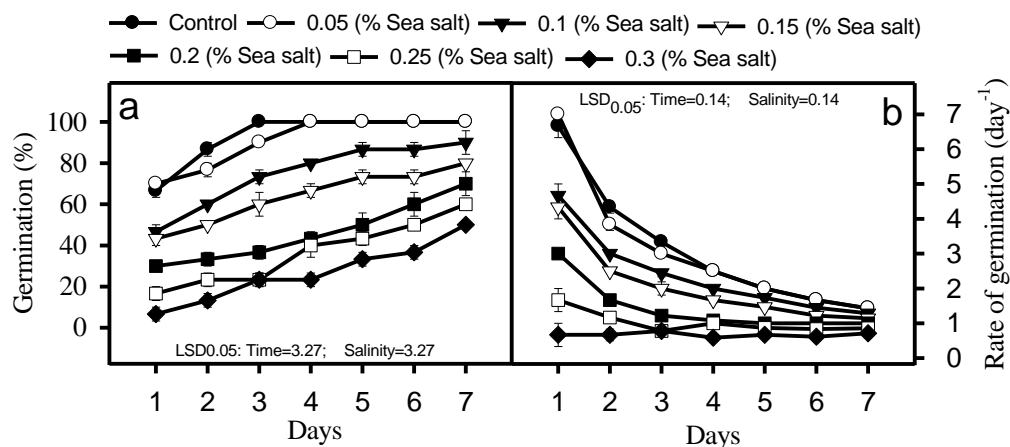 Control 0.05 (% Sea salt) 0.1 (% Sea salt) 0.15 (% Sea salt)
0.2 (% Sea salt) 0.25 (% Sea salt) 0.3 (% Sea salt)
a
Germination (%)
100
80
60
40
20
0
LSD0.05: Time=3.27; Salinity=3.27
1 2 3 4 5 6 7
Days
LSD0.05: Time=0.14; Salinity=0.14
b
7
6
5
4
3
2
1
0
Rate of germination (day-1)
1 2 3 4 5 6 7
Days